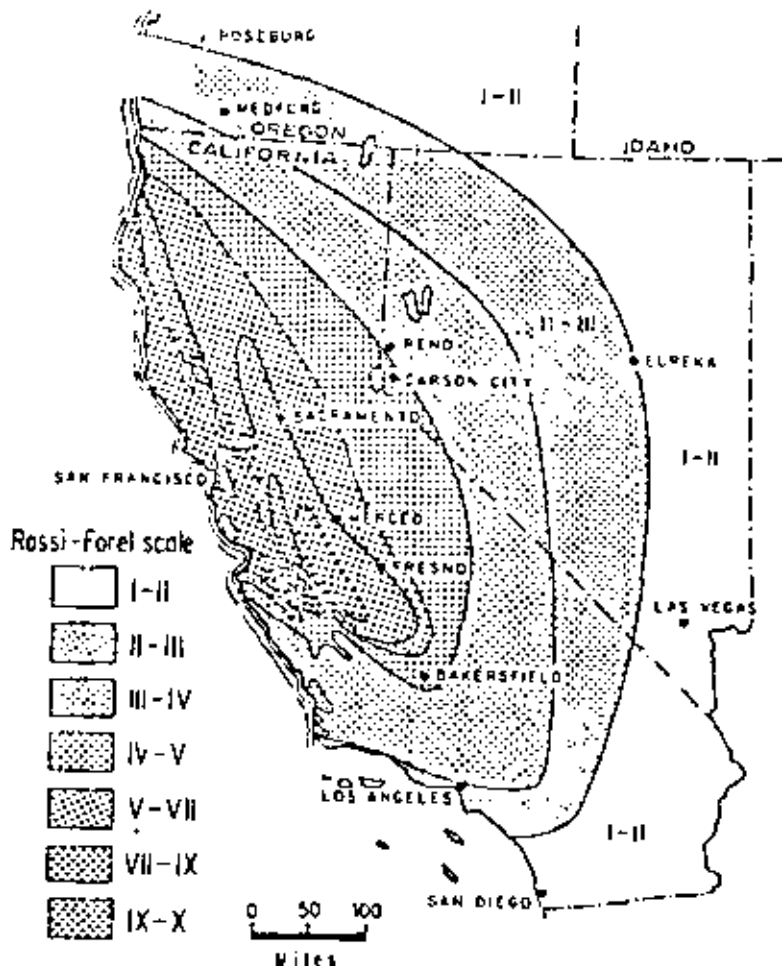 ROSEBURG
I-II
MEDFORD
OREGON
CALIFORNIA
IDAHO
II-III
RENO
EUREKA
CARSON CITY
SACRAMENTO
I-II
SAN FRANCISCO
MERCED
Rossi-Forel scale
FRESNO
I-II
LAS VEGAS
II-III
BAKERSFIELD
III-IV
IV-V
LOS ANGELES
V-VII
I-II
VII-IX
SAN DIEGO
IX-X
0 50 100
Miles